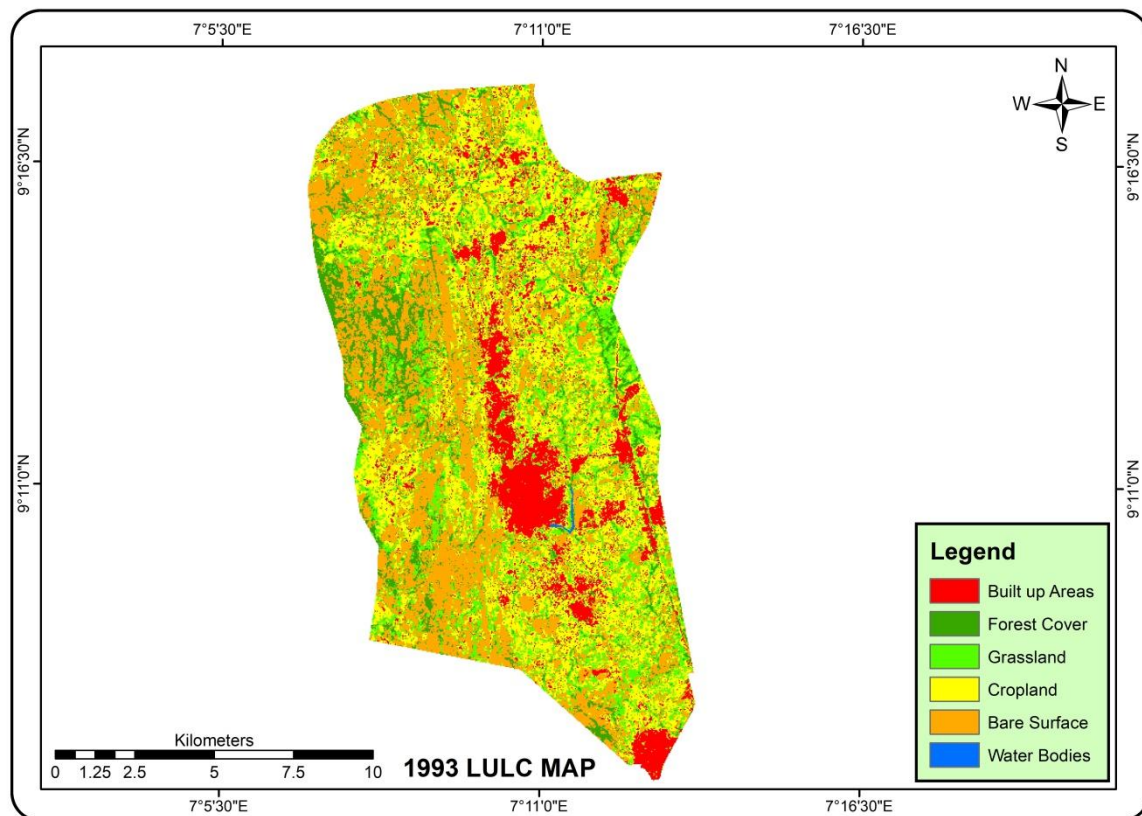 7°5'30"E
7°11'0"E
7°16'30"E
N
W
E
S
9°16'30"N
9°16'30"N
9°11'0"N
9°11'0"N
Legend
Built up Areas
Forest Cover
Grassland
Cropland
Bare Surface
Water Bodies
Kilometers
0 1.25 2.5 5 7.5 10
1993 LULC MAP
7°5'30"E
7°11'0"E
7°16'30"E